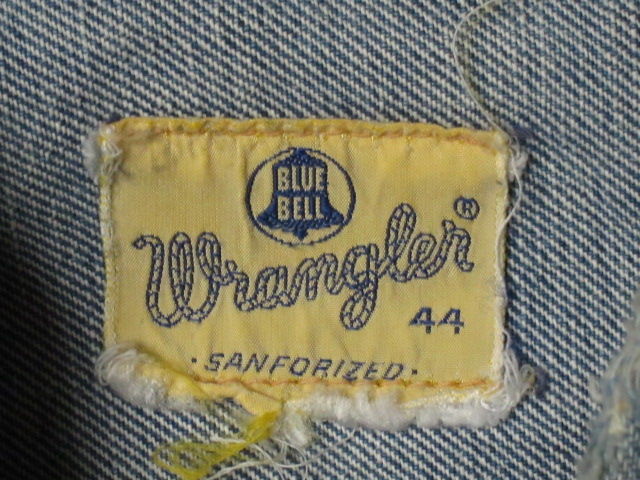 BLUE
BELL
Wrangler®
44
·SANFORIZED·